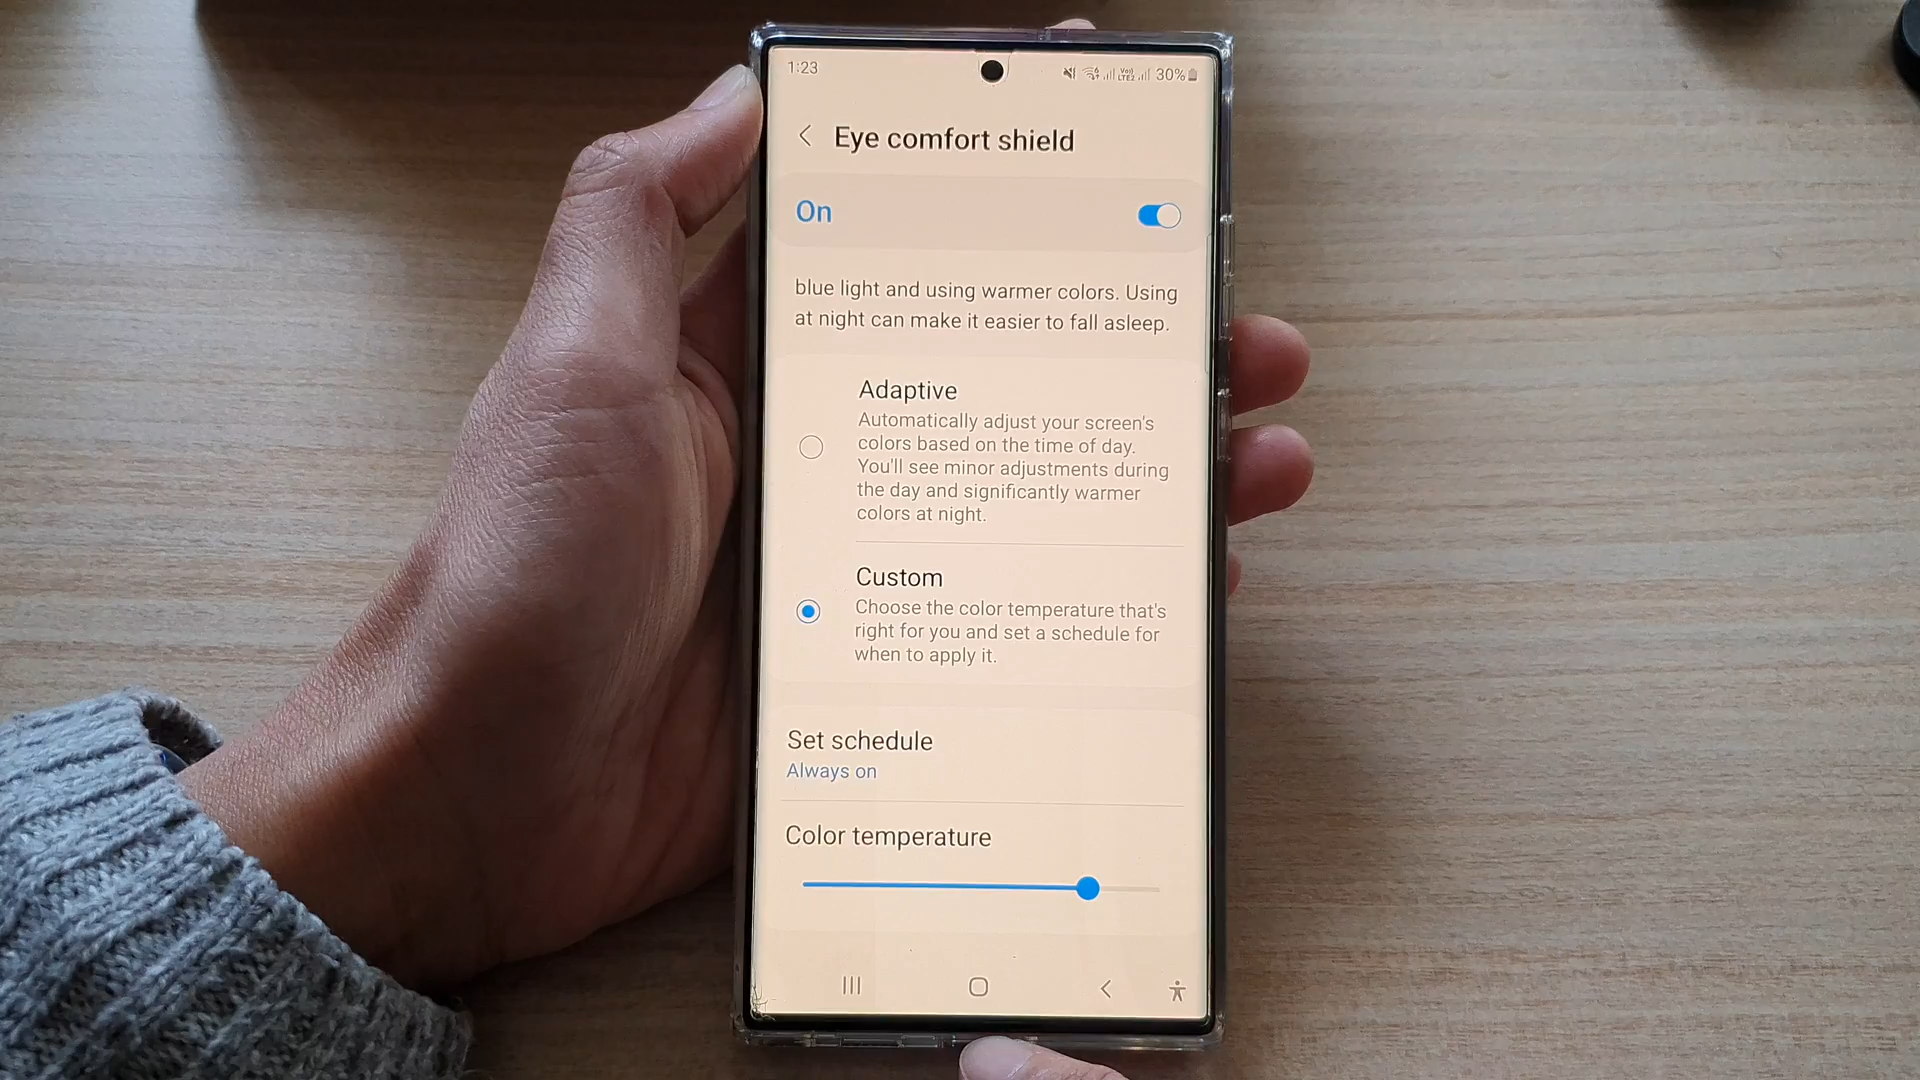 1:23
30%
Eye comfort shield
On
blue light and using warmer colors. Using
at night can make it easier to fall asleep.
Adaptive
Automatically adjust your screen's
colors based on the time of day.
You'll see minor adjustments during
the day and significantly warmer
colors at night.
Custom
Choose the color temperature that's
right for you and set a schedule for
when to apply it.
Set schedule
Always on
Color temperature